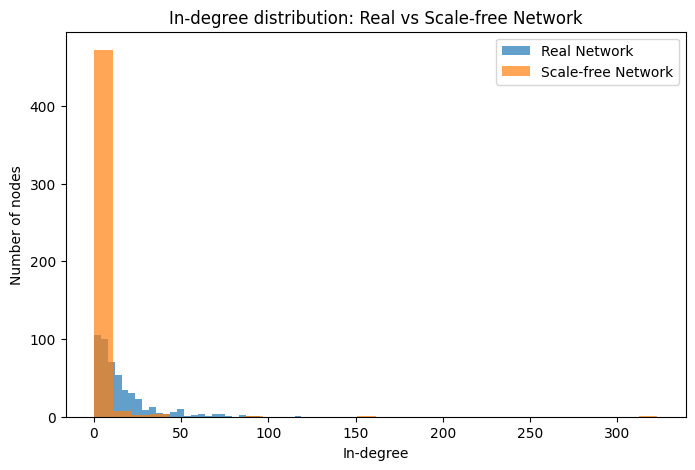 In-degree distribution: Real vs Scale-free Network
Real Network
Scale-free Network
Number of nodes
400
300
200
100
0
0 50 100 150 200 250 300
In-degree